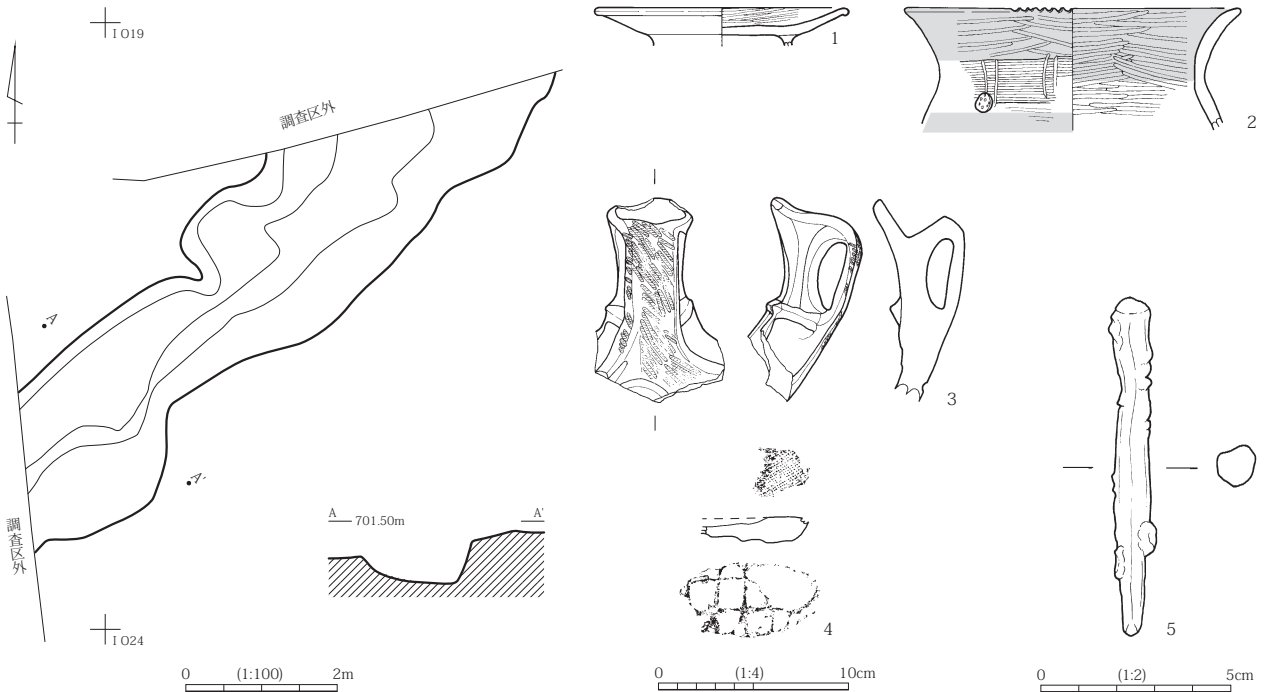 I O19
調査区外
A
A'
調査区外
I O24
A
701.50m
A'
0 (1:100) 2m
1
2
3
4
5
0 (1:4) 10cm
0 (1:2) 5cm